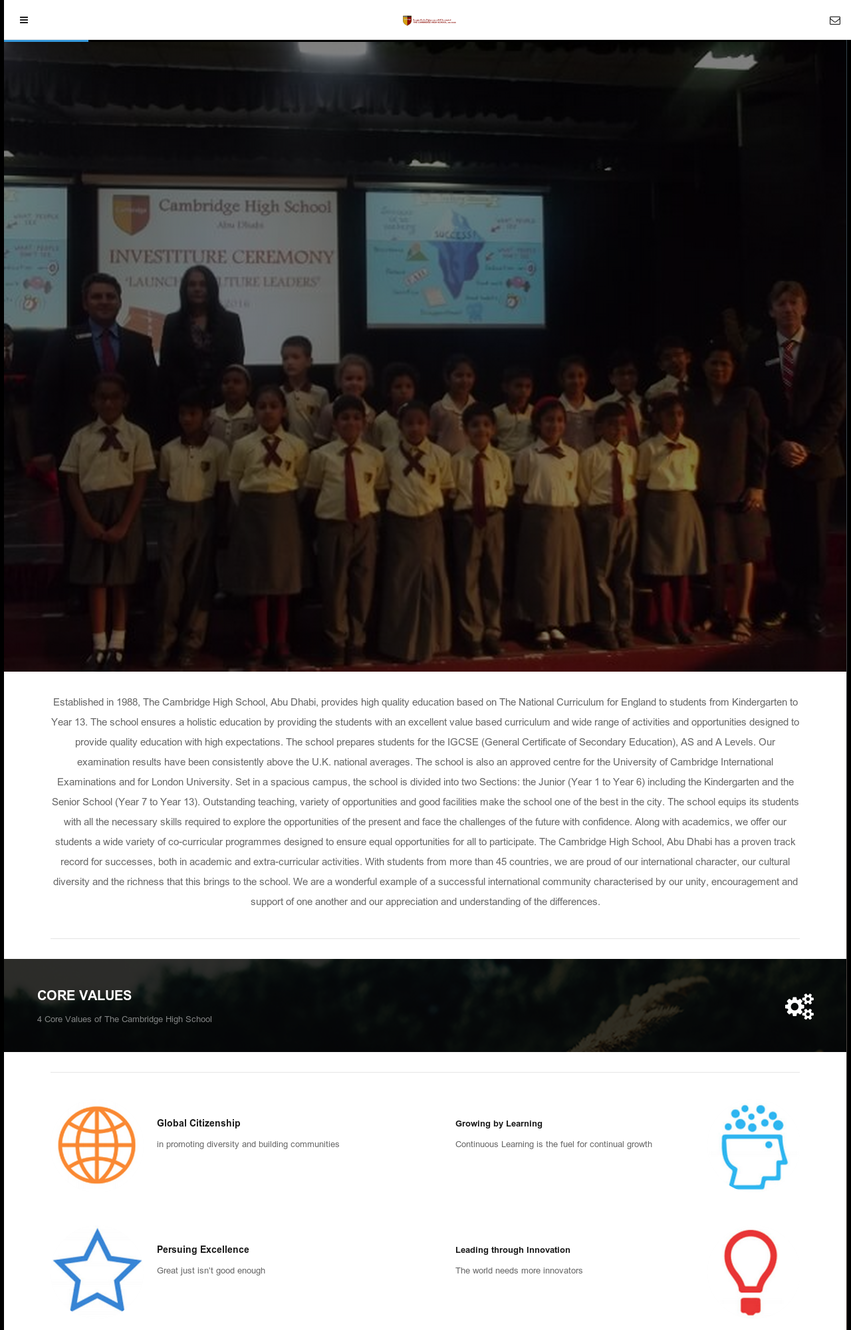 Cambridge High School
Abu Dhabi
INVESTITURE CEREMONY
2016
SUCCESS!
WHAT PEOPLE
SEE
Established in 1988, The Cambridge High School, Abu Dhabi, provides high quality education based on The National Curriculum for England to students from Kindergarten to
Year 13. The school ensures a holistic education by providing the students with an excellent value based curriculum and wide range of activities and opportunities designed to
provide quality education with high expectations. The school prepares students for the IGCSE (General Certificate of Secondary Education), AS and A Levels. Our
examination results have been consistently above the U.K. national averages. The school is also an approved centre for the University of Cambridge International
Examinations and for London University. Set in a spacious campus, the school is divided into two Sections: the Junior (Year 1 to Year 6) including the Kindergarten and the
Senior School (Year 7 to Year 13). Outstanding teaching, variety of opportunities and good facilities make the school one of the best in the city. The school equips its students
with all the necessary skills required to explore the opportunities of the present and face the challenges of the future with confidence. Along with academics, we offer our
students a wide variety of co-curricular programmes designed to ensure equal opportunities for all to participate. The Cambridge High School, Abu Dhabi has a proven track
record for successes, both in academic and extra-curricular activities. With students from more than 45 countries, we are proud of our international character, our cultural
diversity and the richness that this brings to the school. We are a wonderful example of a successful international community characterised by our unity, encouragement and
support of one another and our appreciation and understanding of the differences.
CORE VALUES
4 Core Values of The Cambridge High School
Global Citizenship
in promoting diversity and building communities
Growing by Learning
Continuous Learning is the fuel for continual growth
Persuing Excellence
Great just isn't good enough
Leading through Innovation
The world needs more innovators